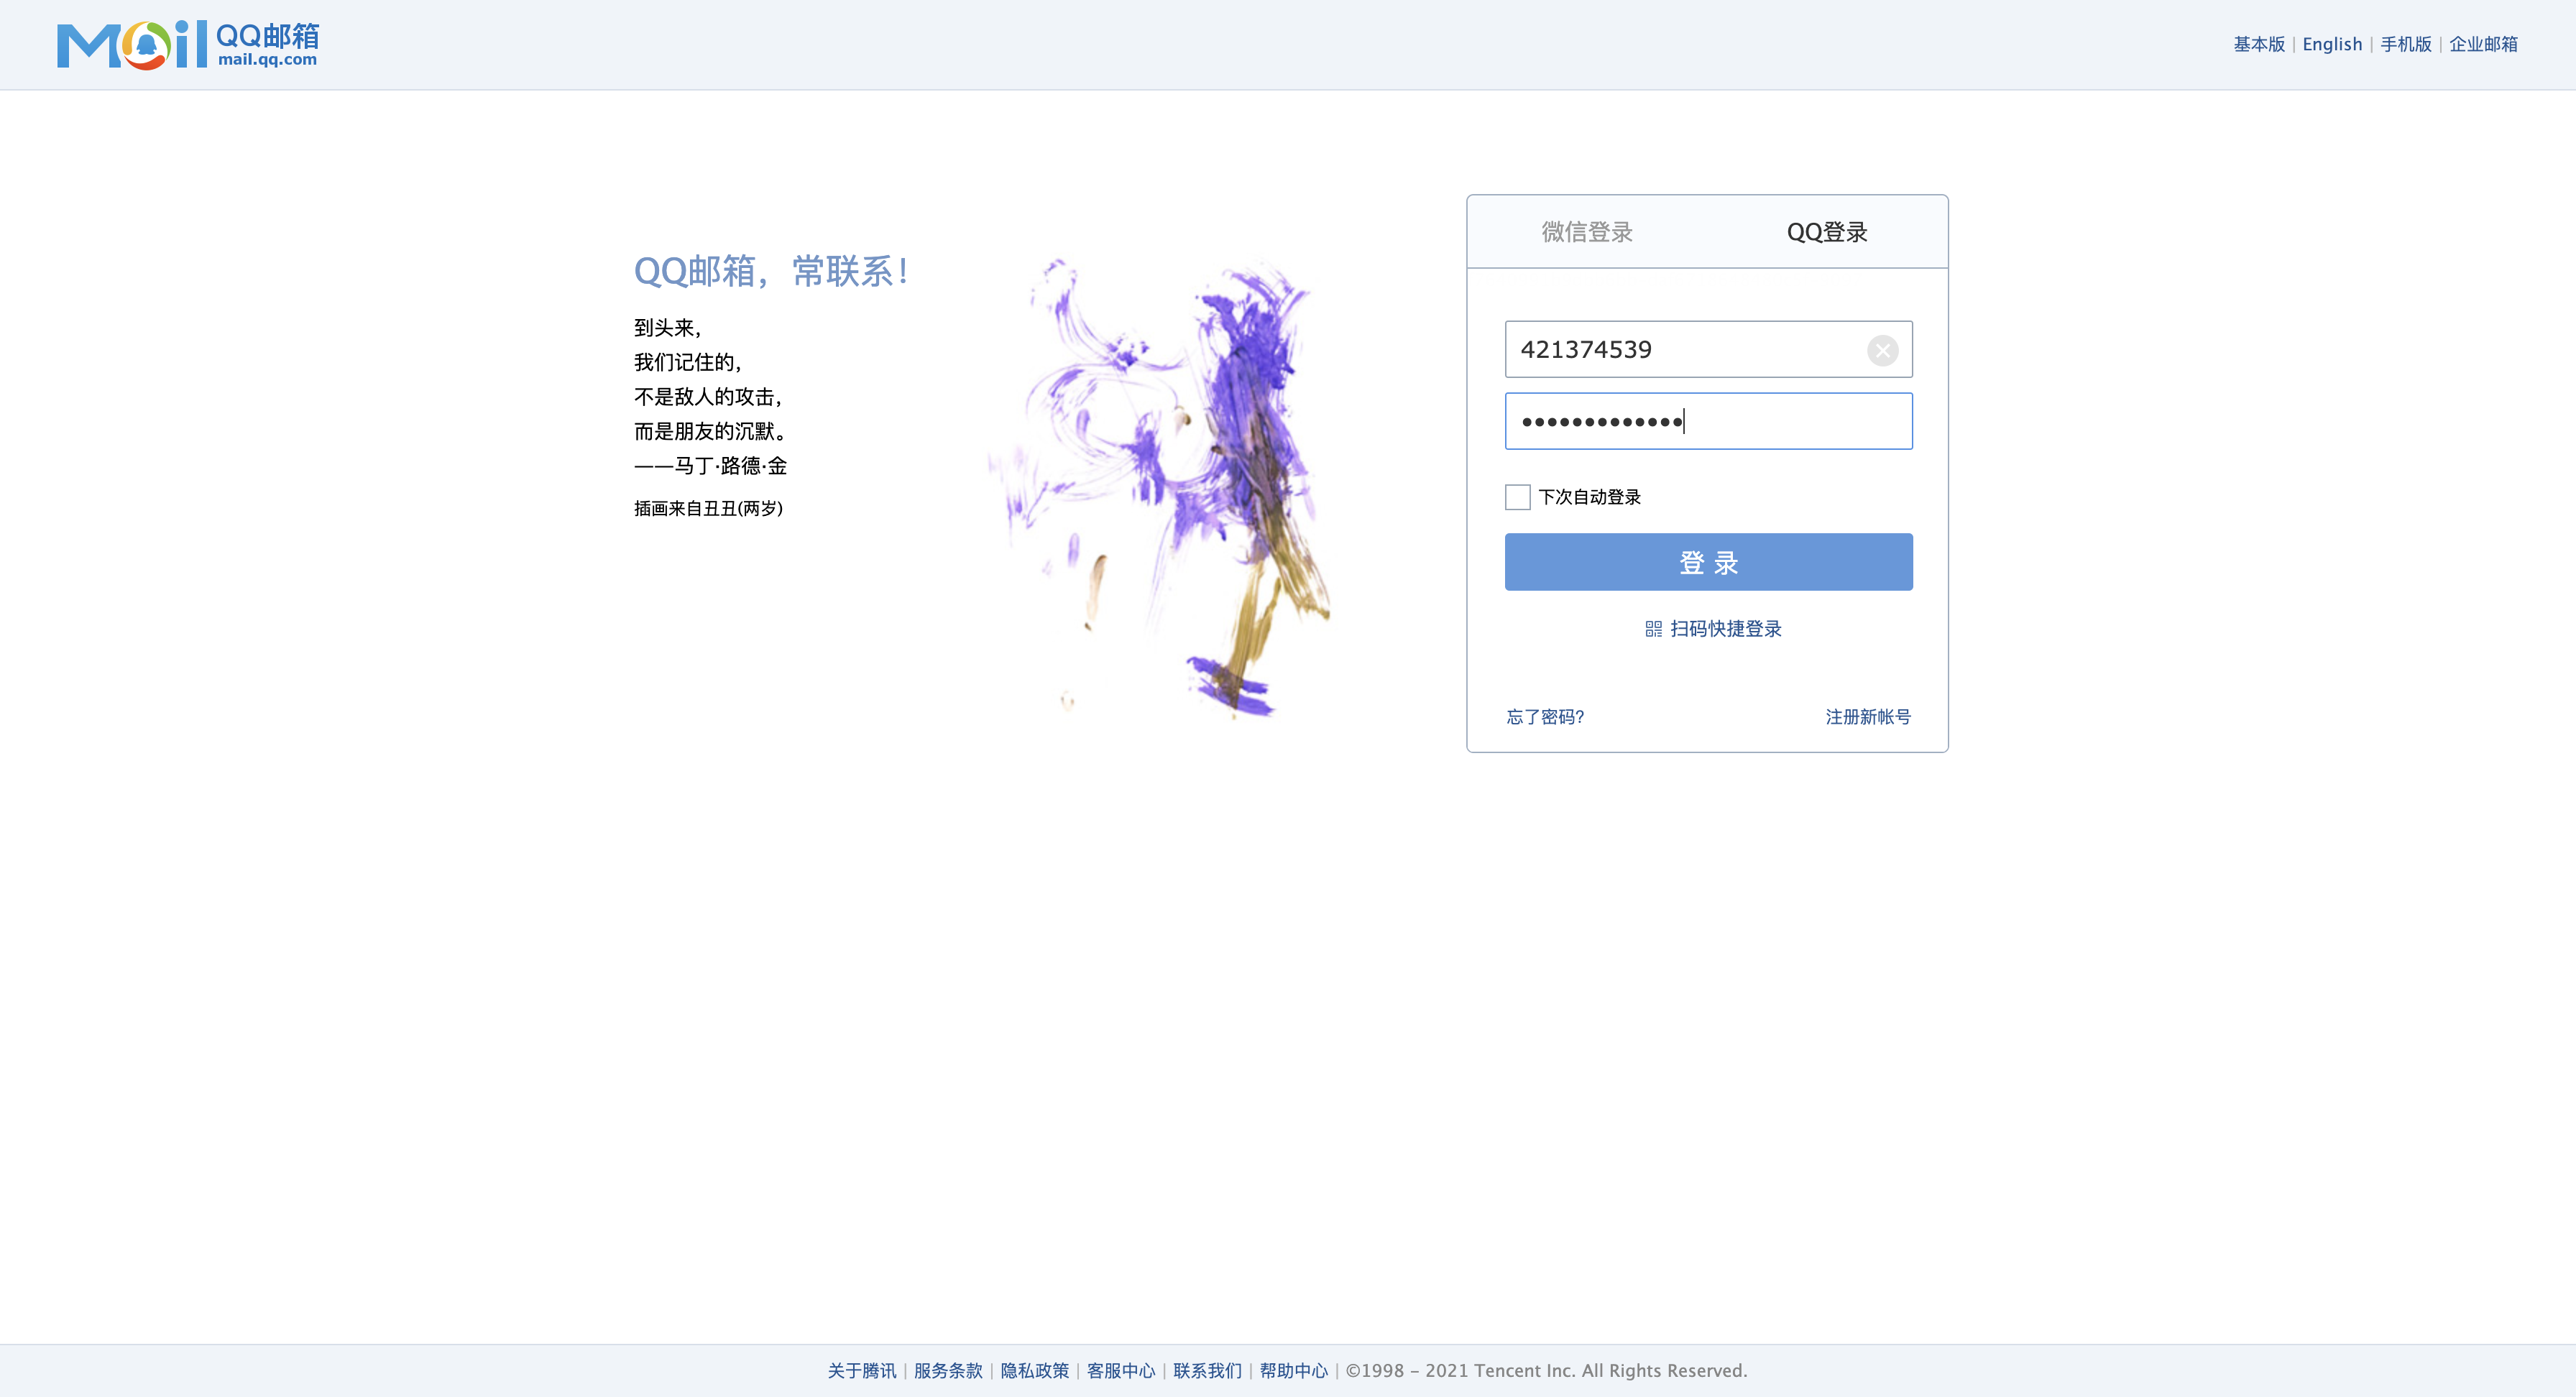 Mail QQ邮箱
mail.qq.com
基本版 | English | 手机版 | 企业邮箱
QQ邮箱，常联系！
到头来，
我们记住的，
不是敌人的攻击，
而是朋友的沉默。
——马丁·路德·金
插画来自丑丑(两岁)
微信登录 QQ登录
421374539
•••••••••••••
下次自动登录
登 录
扫码快捷登录
忘了密码？ 注册新帐号
关于腾讯 | 服务条款 | 隐私政策 | 客服中心 | 联系我们 | 帮助中心 | ©1998 - 2021 Tencent Inc. All Rights Reserved.